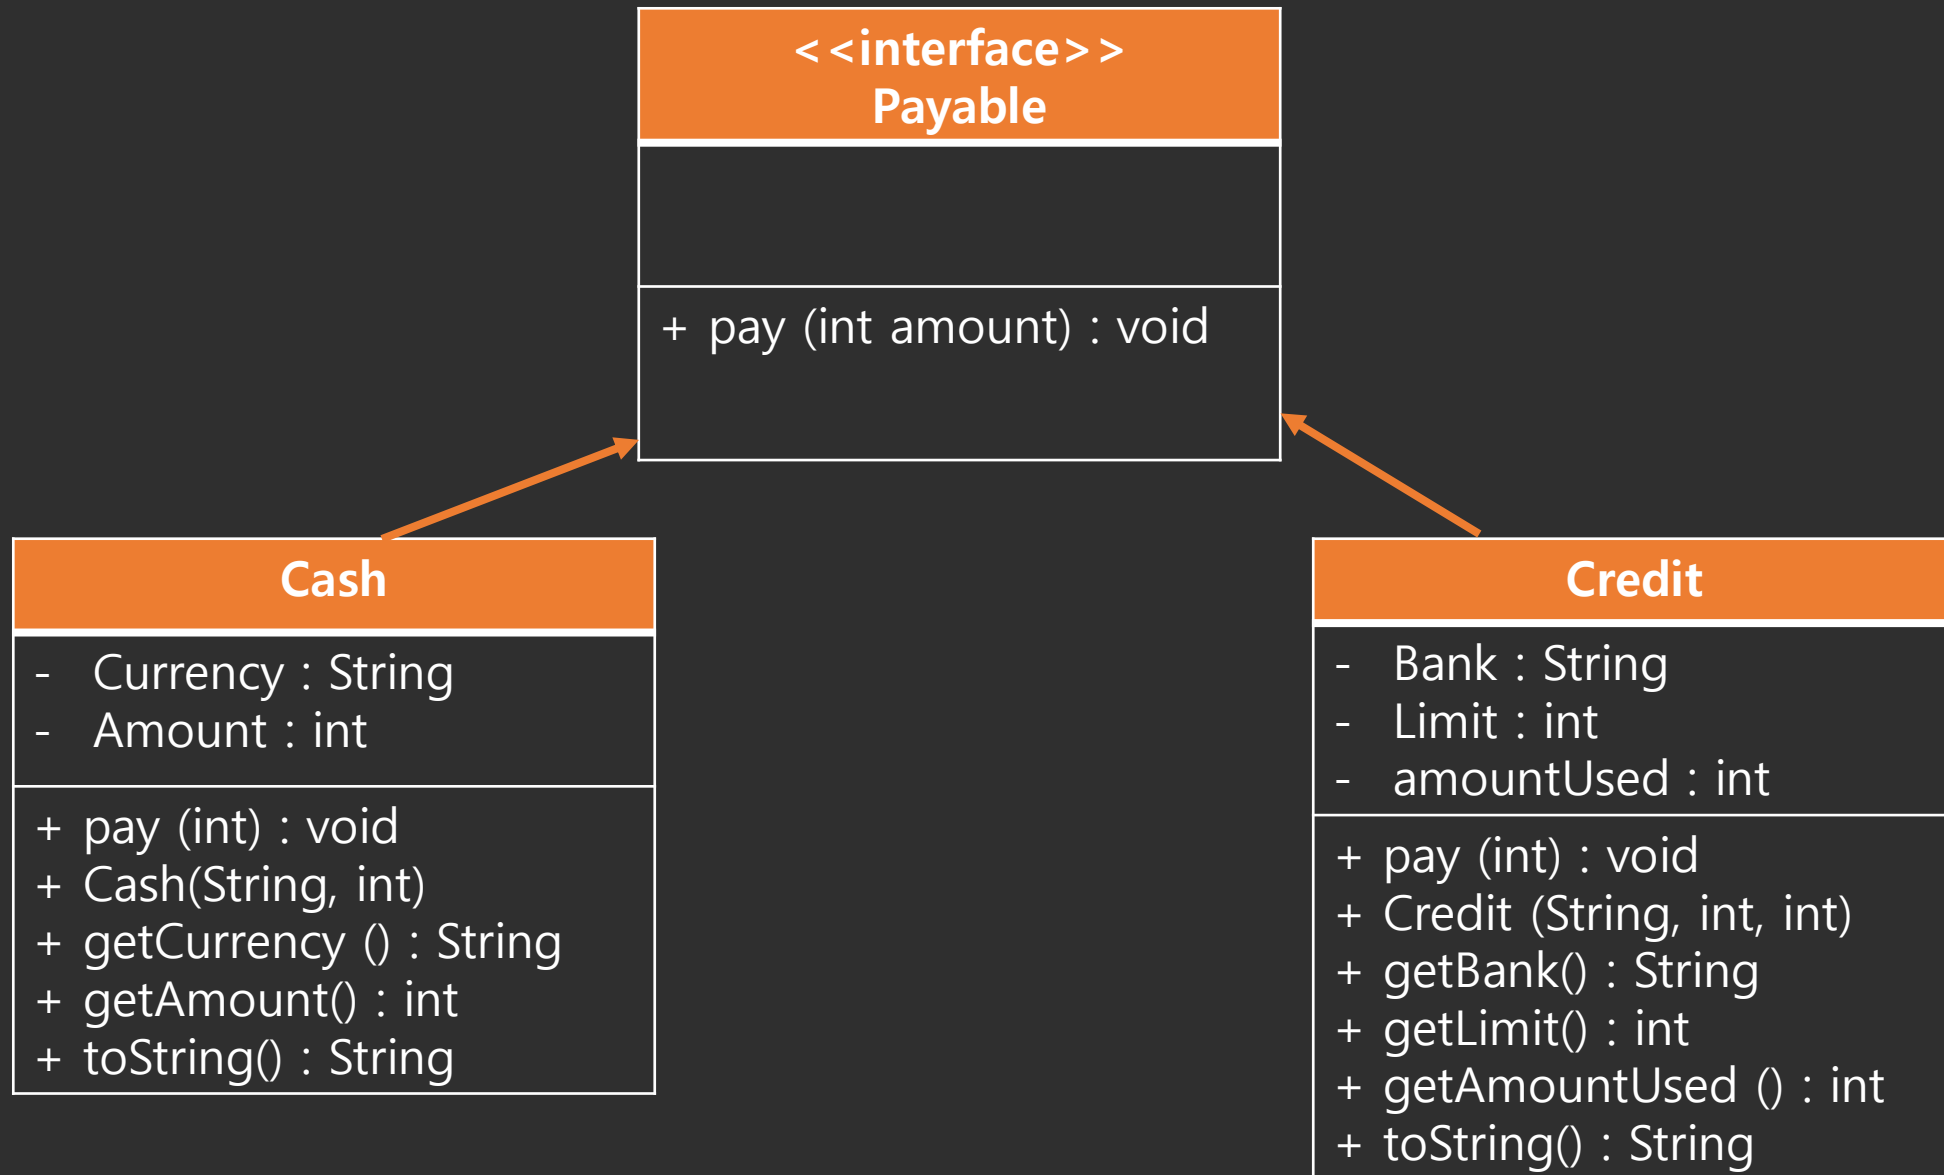 <<interface>>
Payable
+ pay (int amount) : void
Cash
- Currency : String
- Amount : int
+ pay (int) : void
+ Cash(String, int)
+ getCurrency () : String
+ getAmount() : int
+ toString() : String
Credit
- Bank : String
- Limit : int
- amountUsed : int
+ pay (int) : void
+ Credit (String, int, int)
+ getBank() : String
+ getLimit() : int
+ getAmountUsed () : int
+ toString() : String